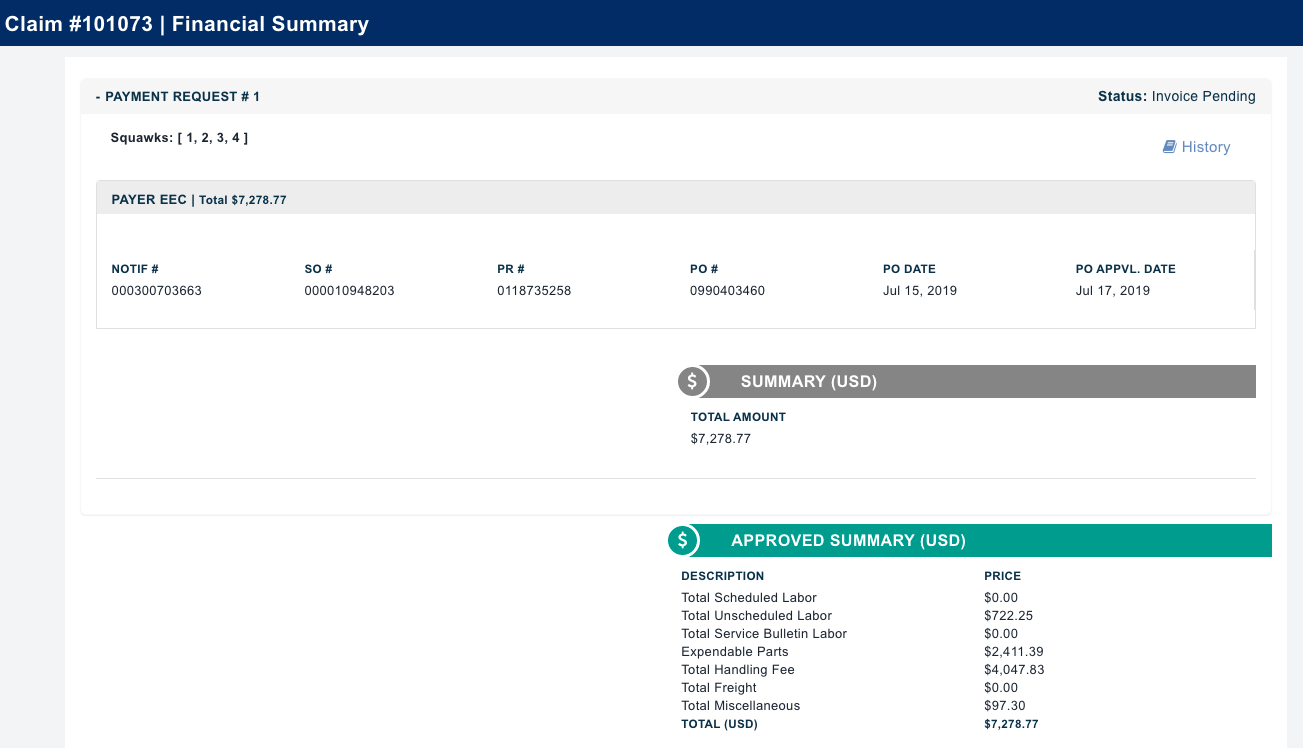 Claim #101073 | Financial Summary
- PAYMENT REQUEST # 1 Status: Invoice Pending
Squawks: [ 1, 2, 3, 4 ]
History
PAYER EEC | Total $7,278.77
NOTIF # SO # PR # PO # PO DATE PO APPVL. DATE
000300703663 000010948203 0118735258 0990403460 Jul 15, 2019 Jul 17, 2019
$ SUMMARY (USD)
TOTAL AMOUNT
$7,278.77
$ APPROVED SUMMARY (USD)
DESCRIPTION PRICE
Total Scheduled Labor $0.00
Total Unscheduled Labor $722.25
Total Service Bulletin Labor $0.00
Expendable Parts $2,411.39
Total Handling Fee $4,047.83
Total Freight $0.00
Total Miscellaneous $97.30
TOTAL (USD) $7,278.77